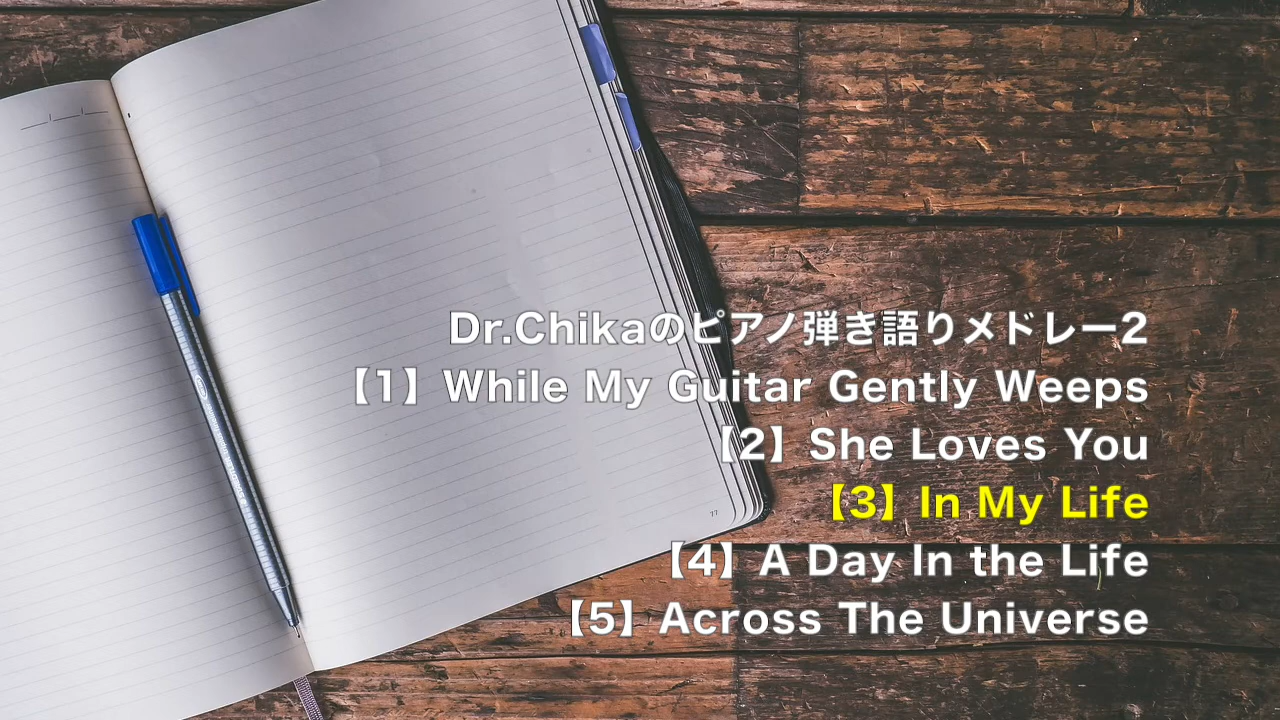 77
Dr.Chikaのピアノ弾き語りメドレー2
【1】While My Guitar Gently Weeps
【2】She Loves You
【3】In My Life
【4】A Day In the Life
【5】Across The Universe